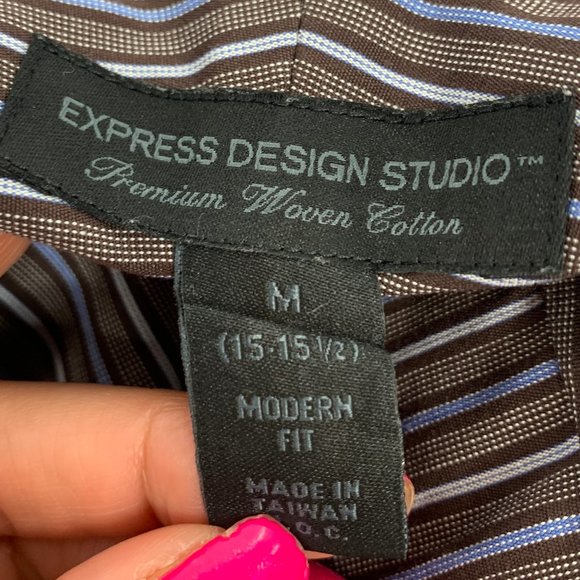 EXPRESS DESIGN STUDIO™
Premium Woven Cotton
M
(15-15 1/2)
MODERN
FIT
MADE IN
TAIWAN
.O.C.